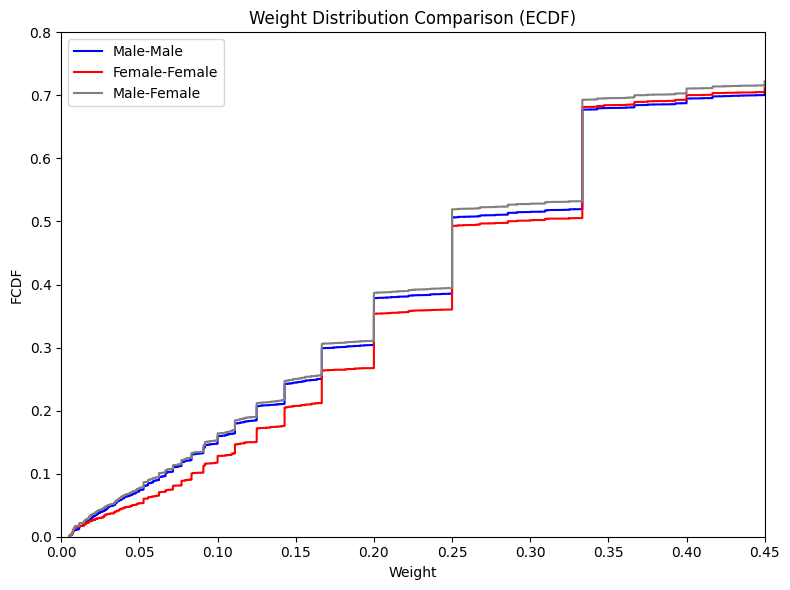 Weight Distribution Comparison (ECDF)
Male-Male
Female-Female
Male-Female
FCDF
0.8
0.7
0.6
0.5
0.4
0.3
0.2
0.1
0.0
0.00 0.05 0.10 0.15 0.20 0.25 0.30 0.35 0.40 0.45
Weight